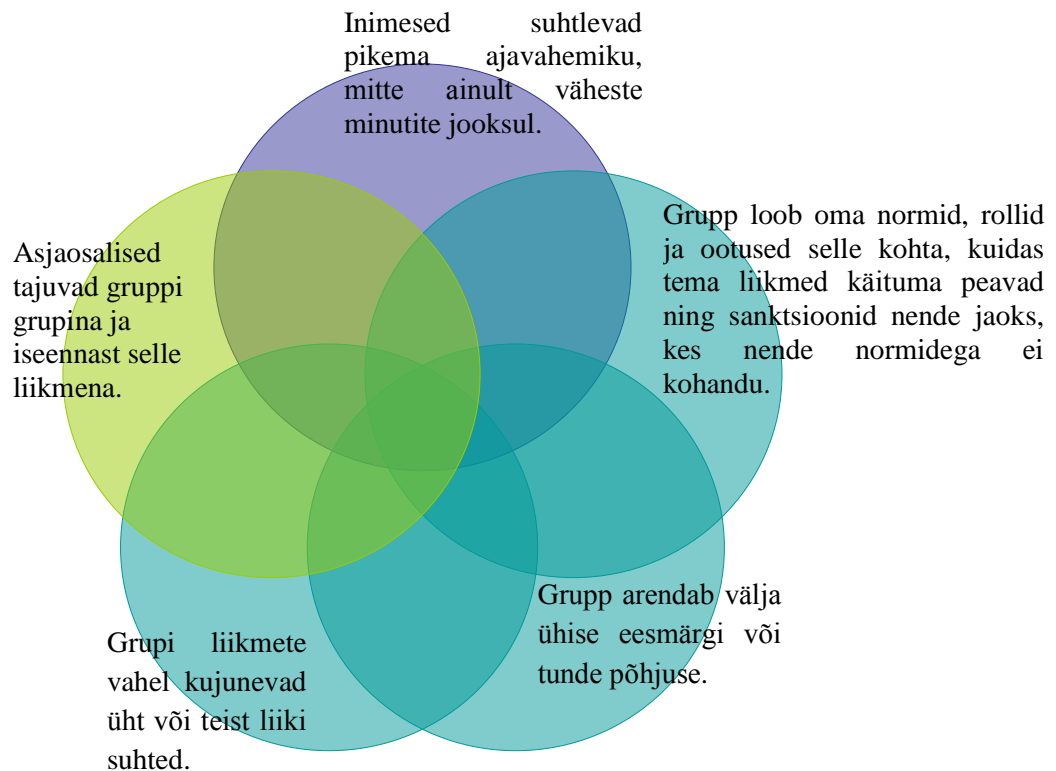 Inimesed suhtlevad
pikema ajavahemiku,
mitte ainult väheste
minutite jooksul.
Grupp loob oma normid, rollid
ja ootused selle kohta, kuidas
tema liikmed käituma peavad
ning sanktsioonid nende jaoks,
kes nende normidega ei
kohandu.
Asjaosalised
tajuvad gruppi
grupina ja
iseennast selle
liikmena.
Grupp arendab välja
ühise eesmärgi või
tunde põhjuse.
Grupi liikmete
vahel kujunevad
üht või teist liiki
suhted.